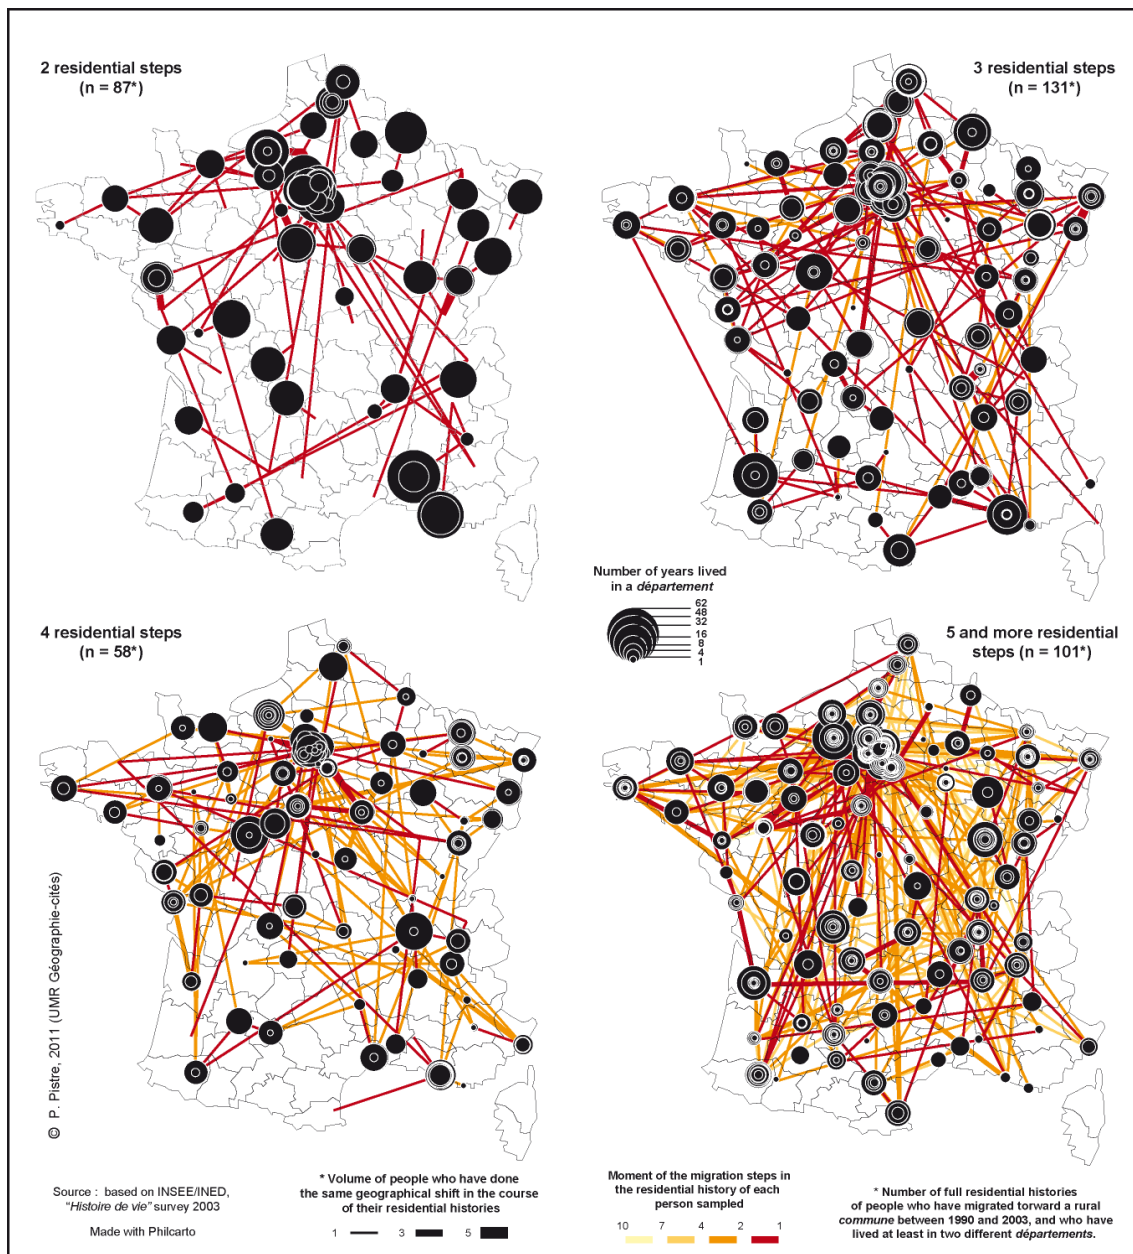 2 residential steps
(n = 87*)
3 residential steps
(n = 131*)
Number of years lived
in a département
62
48
32
16
8
4
1
4 residential steps
(n = 58*)
5 and more residential
steps (n = 101*)
© P. Pistre, 2011 (UMR Géographie-cités)
Source : based on INSEE/INED,
"Histoire de vie" survey 2003
Made with Philcarto
* Volume of people who have done
the same geographical shift in the course
of their residential histories
1 3 5
Moment of the migration steps in
the residential history of each
person sampled
10 7 4 2 1
* Number of full residential histories
of people who have migrated toward a rural
commune between 1990 and 2003, and who have
lived at least in two different départements.